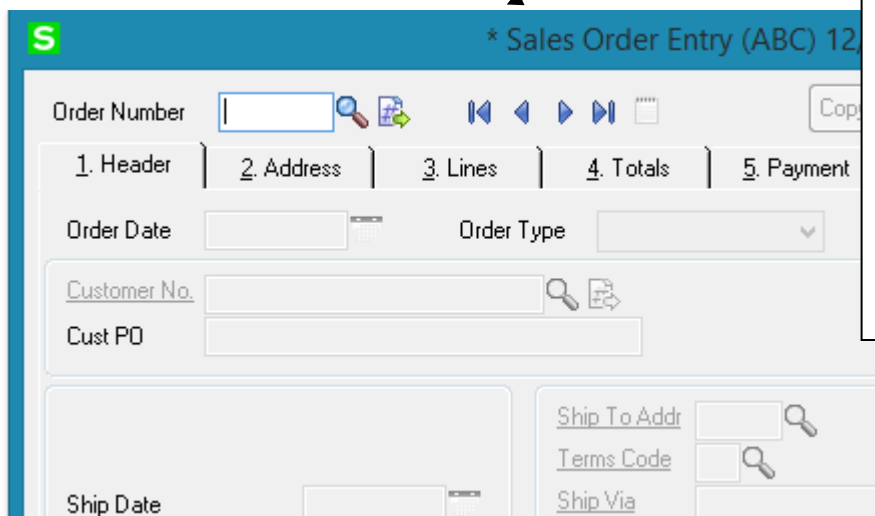 S
* Sales Order Entry (ABC) 12/
Order Number
Copy
1. Header 2. Address 3. Lines 4. Totals 5. Payment
Order Date Order Type
Customer No.
Cust PO
Ship To Addr
Terms Code
Ship Date Ship Via